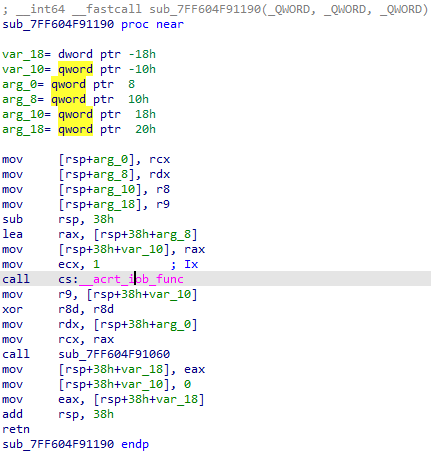 ; __int64 __fastcall sub_7FF604F91190(_QWORD, _QWORD, _QWORD, _QWORD)
sub_7FF604F91190 proc near
var_18= dword ptr -18h
var_10= qword ptr -10h
arg_0= qword ptr  8
arg_8= qword ptr  10h
arg_10= qword ptr  18h
arg_18= qword ptr  20h
mov     [rsp+arg_0], rcx
mov     [rsp+arg_8], rdx
mov     [rsp+arg_10], r8
mov     [rsp+arg_18], r9
sub     rsp, 38h
lea     rax, [rsp+38h+arg_8]
mov     [rsp+38h+var_10], rax
mov     ecx, 1          ; Ix
call    cs:__acrt_iob_func
mov     r9, [rsp+38h+var_10]
xor     r8d, r8d
mov     rdx, [rsp+38h+arg_0]
mov     rcx, rax
call    sub_7FF604F91060
mov     [rsp+38h+var_18], eax
mov     [rsp+38h+var_10], 0
mov     eax, [rsp+38h+var_18]
add     rsp, 38h
retn
sub_7FF604F91190 endp